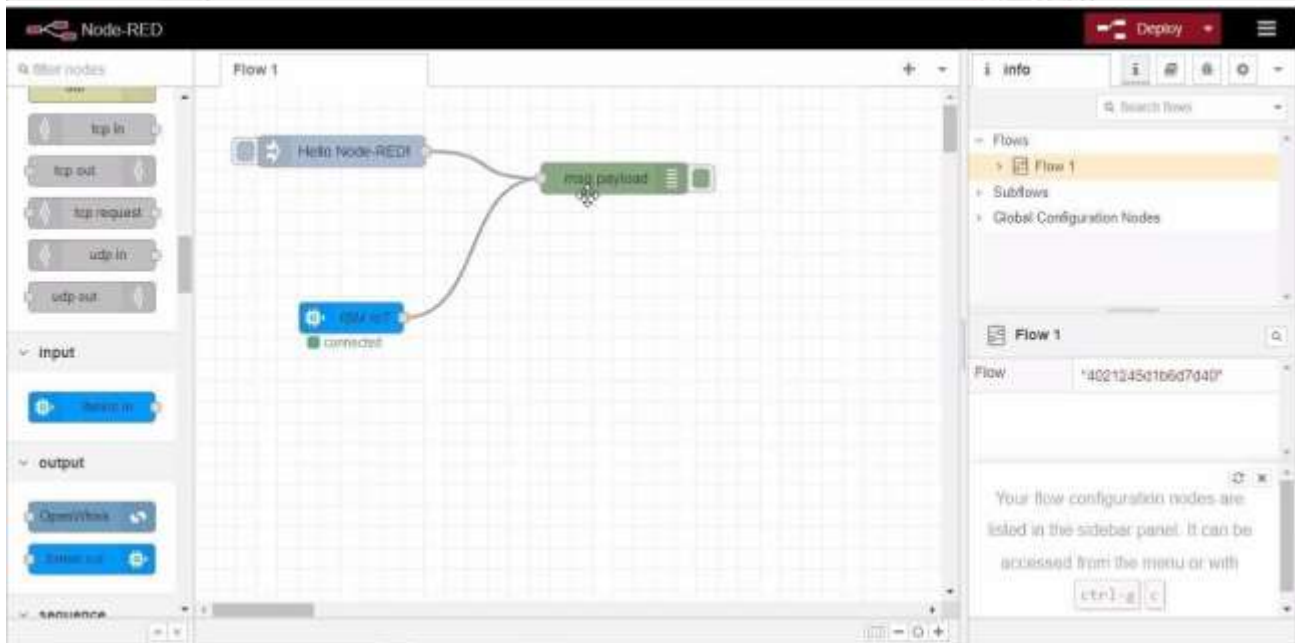 Node-RED
Deploy
filter nodes
tcp in
tcp out
tcp request
udp in
udp out
input
output
OpenWhisk
sequence
Flow 1
Hello Node-RED!
msg.payload
IBM IoT
connected
i info
Search flows
Flows
Flow 1
Subflows
Global Configuration Nodes
Flow 1
Flow
Your flow configuration nodes are
listed in the sidebar panel. It can be
accessed from the menu or with
ctrl-g c